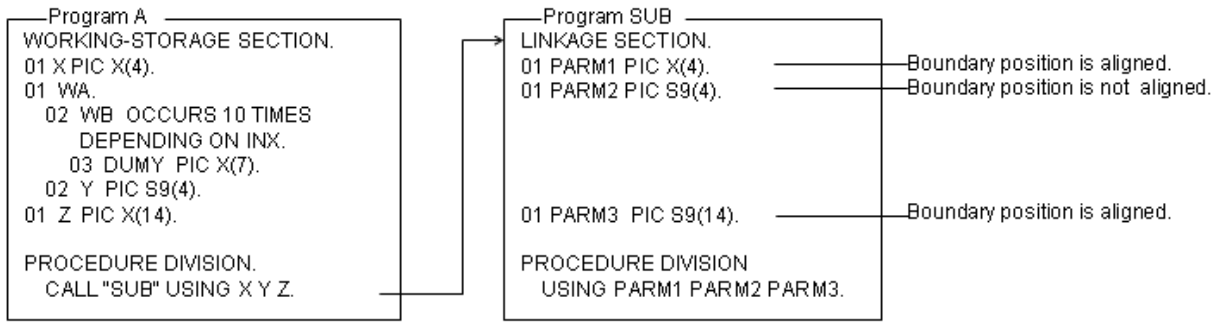 Program A
WORKING-STORAGE SECTION.
01 X PIC X(4).
01 WA.
02 WB OCCURS 10 TIMES
DEPENDING ON INX.
03 DUMY PIC X(7).
02 Y PIC S9(4).
01 Z PIC X(14).
PROCEDURE DIVISION.
CALL "SUB" USING X Y Z.
Program SUB
LINKAGE SECTION.
01 PARM1 PIC X(4).
01 PARM2 PIC S9(4).
01 PARM3 PIC S9(14).
PROCEDURE DIVISION
USING PARM1 PARM2 PARM3.
Boundary position is aligned.
Boundary position is not aligned.
Boundary position is aligned.